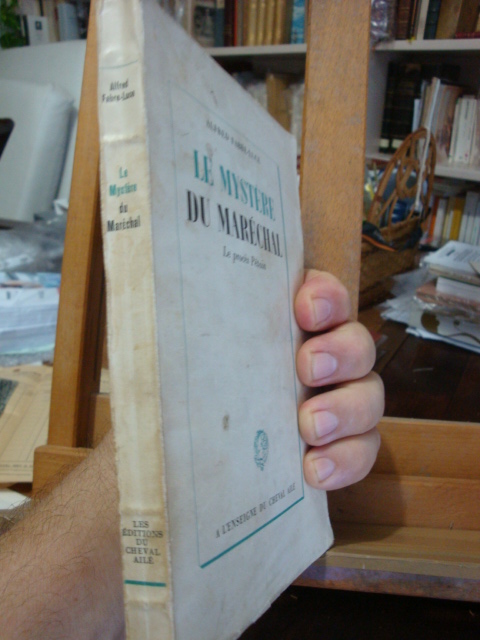 Alfred
Fabre-Luce
Le
Mystère
du
Maréchal
LES
ÉDITIONS
DU
CHEVAL
AILÉ
ALFRED FABRE-LUCE
LE MYSTÈRE
DU MARÉCHAL
Le procès Pétain
A L'ENSEIGNE DU CHEVAL AILÉ